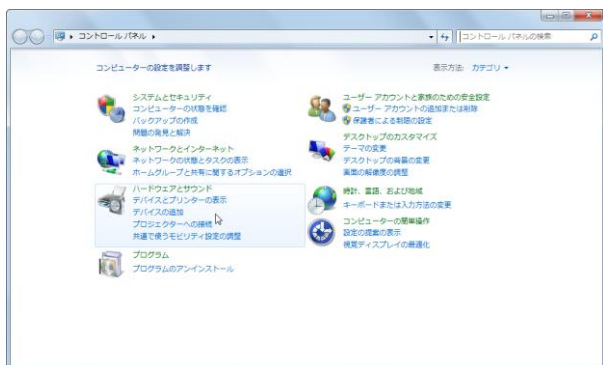 コントロール パネル
コントロール パネルの検索
コンピューターの設定を調整します
表示方法: カテゴリ
システムとセキュリティ
コンピューターの状態を確認
バックアップの作成
問題の発見と解決
ネットワークとインターネット
ネットワークの状態とタスクの表示
ホームグループと共有に関するオプションの選択
ハードウェアとサウンド
デバイスとプリンターの表示
デバイスの追加
プロジェクターへの接続
共通で使うモビリティ設定の調整
プログラム
プログラムのアンインストール
ユーザー アカウントと家族のための安全設定
ユーザー アカウントの追加または削除
保護者による制限の設定
デスクトップのカスタマイズ
テーマの変更
デスクトップの背景の変更
画面の解像度の調整
時計、言語、および地域
キーボードまたは入力方法の変更
コンピューターの簡単操作
設定の提案の表示
視覚ディスプレイの最適化